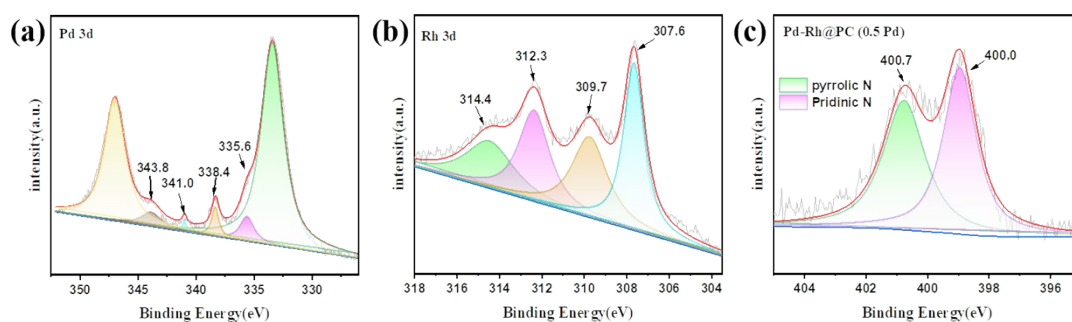 (a)
Pd 3d
343.8
341.0
338.4
335.6
intensity(a.u.)
350
345
340
335
330
Binding Energy(eV)
(b)
Rh 3d
314.4
312.3
309.7
307.6
intensity(a.u.)
318
316
314
312
310
308
306
304
Binding Energy(eV)
(c)
Pd-Rh@PC (0.5 Pd)
pyrrolic N
Pridinic N
400.7
400.0
intensity(a.u.)
404
402
400
398
396
Binding Energy(eV)